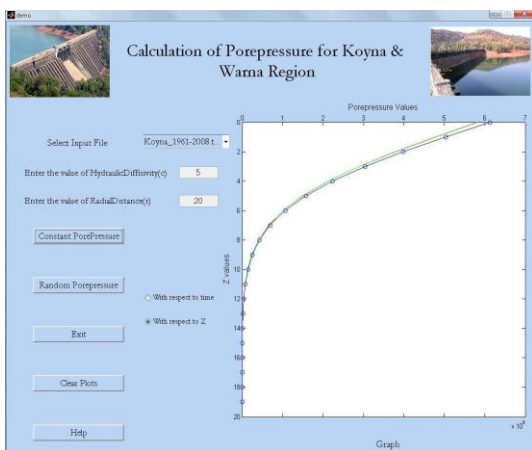 demo
Calculation of Porepressure for Koyna &
Warna Region
Select Input File
Koyna_1961-2008.t...
Enter the value of HydraulicDiffisivity(c)
5
Enter the value of RadialDistance(r)
20
Constant PorePressure
Random Porepressure
With respect to time
With respect to Z
Exit
Clear Plots
Help
Porepressure Values
0 1 2 3 4 5 6 7
Z values
0
2
4
6
8
10
12
14
16
18
20
Graph